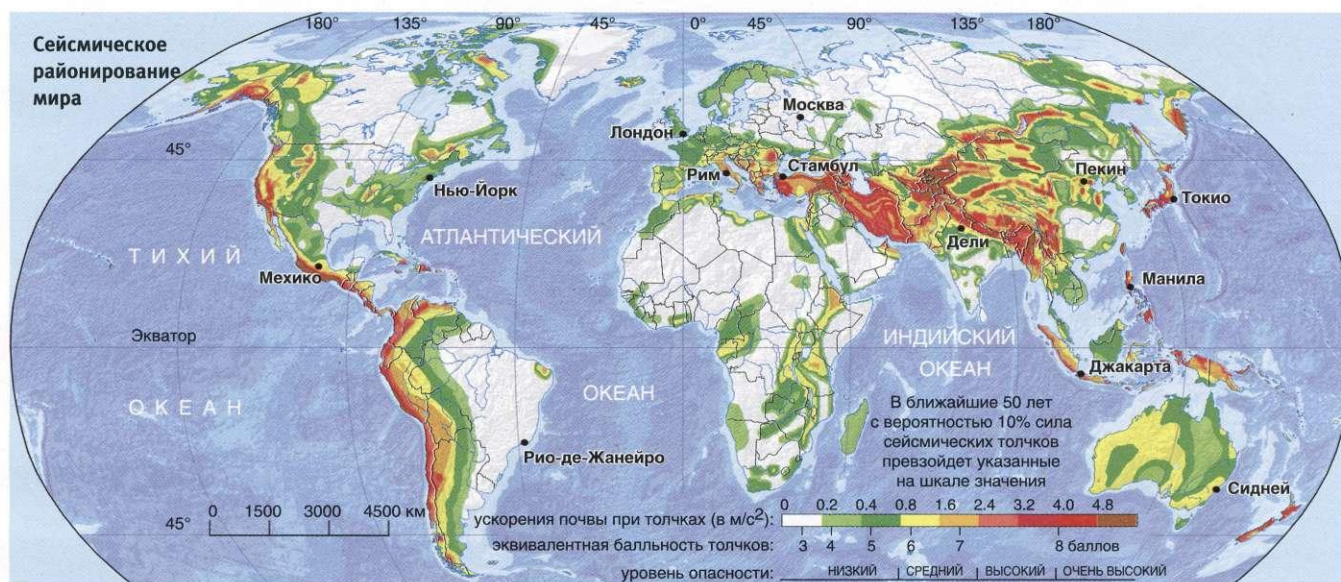 Сейсмическое
районирование
мира
180° 135° 90° 45° 0° 45° 90° 135° 180°
Москва
Лондон
45°
Рим
Стамбул
Пекин
Нью-Йорк
Токио
ТИХИЙ
АТЛАНТИЧЕСКИЙ
Дели
Мехико
Манила
Экватор
ИНДИЙСКИЙ
ОКЕАН
Джакарта
ОКЕАН
ОКЕАН
В ближайшие 50 лет
с вероятностью 10% сила
сейсмических толчков
превзойдет указанные
на шкале значения
Рио-де-Жанейро
Сидней
0 1500 3000 4500 км
45°
0 0.2 0.4 0.8 1.6 2.4 3.2 4.0 4.8
ускорения почвы при толчках (в м/с²):
эквивалентная балльность толчков: 3 4 5 6 7 8 баллов
уровень опасности: НИЗКИЙ СРЕДНИЙ ВЫСОКИЙ ОЧЕНЬ ВЫСОКИЙ